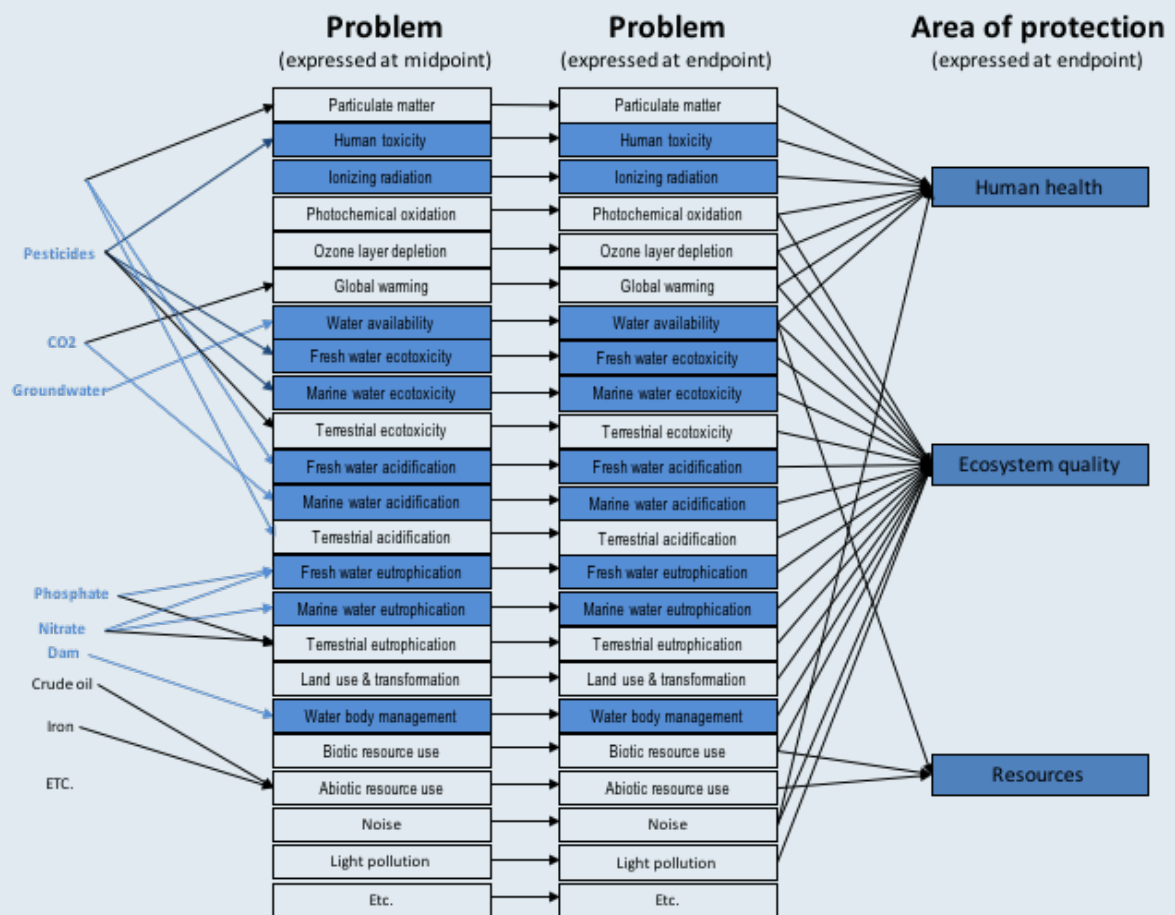 Problem
(expressed at midpoint)
Problem
(expressed at endpoint)
Area of protection
(expressed at endpoint)
Pesticides
CO2
Groundwater
Phosphate
Nitrate
Dam
Crude oil
Iron
ETC.
Particulate matter
Human toxicity
Ionizing radiation
Photochemical oxidation
Ozone layer depletion
Global warming
Water availability
Fresh water ecotoxicity
Marine water ecotoxicity
Terrestrial ecotoxicity
Fresh water acidification
Marine water acidification
Terrestrial acidification
Fresh water eutrophication
Marine water eutrophication
Terrestrial eutrophication
Land use & transformation
Water body management
Biotic resource use
Abiotic resource use
Noise
Light pollution
Etc.
Particulate matter
Human toxicity
Ionizing radiation
Photochemical oxidation
Ozone layer depletion
Global warming
Water availability
Fresh water ecotoxicity
Marine water ecotoxicity
Terrestrial ecotoxicity
Fresh water acidification
Marine water acidification
Terrestrial acidification
Fresh water eutrophication
Marine water eutrophication
Terrestrial eutrophication
Land use & transformation
Water body management
Biotic resource use
Abiotic resource use
Noise
Light pollution
Etc.
Human health
Ecosystem quality
Resources